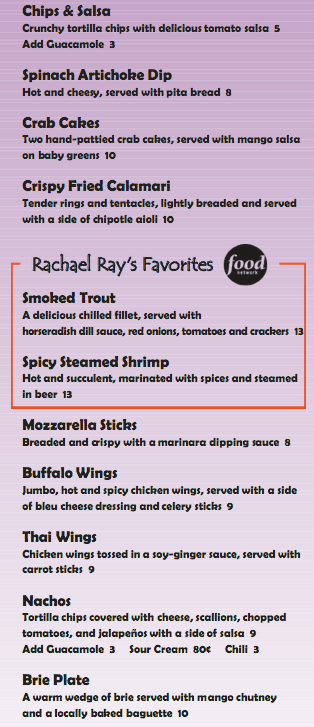 Chips & Salsa
Crunchy tortilla chips with delicious tomato salsa 5
Add Guacamole 3
Spinach Artichoke Dip
Hot and cheesy, served with pita bread 8
Crab Cakes
Two hand-pattied crab cakes, served with mango salsa
on baby greens 10
Crispy Fried Calamari
Tender rings and tentacles, lightly breaded and served
with a side of chipotle aioli 10
Rachael Ray's Favorites food
network
Smoked Trout
A delicious chilled fillet, served with
horseradish dill sauce, red onions, tomatoes and crackers 13
Spicy Steamed Shrimp
Hot and succulent, marinated with spices and steamed
in beer 13
Mozzarella Sticks
Breaded and crispy with a marinara dipping sauce 8
Buffalo Wings
Jumbo, hot and spicy chicken wings, served with a side
of bleu cheese dressing and celery sticks 9
Thai Wings
Chicken wings tossed in a soy-ginger sauce, served with
carrot sticks 9
Nachos
Tortilla chips covered with cheese, scallions, chopped
tomatoes, and jalapeños with a side of salsa 9
Add Guacamole 3 Sour Cream 80¢ Chili 3
Brie Plate
A warm wedge of brie served with mango chutney
and a locally baked baguette 10